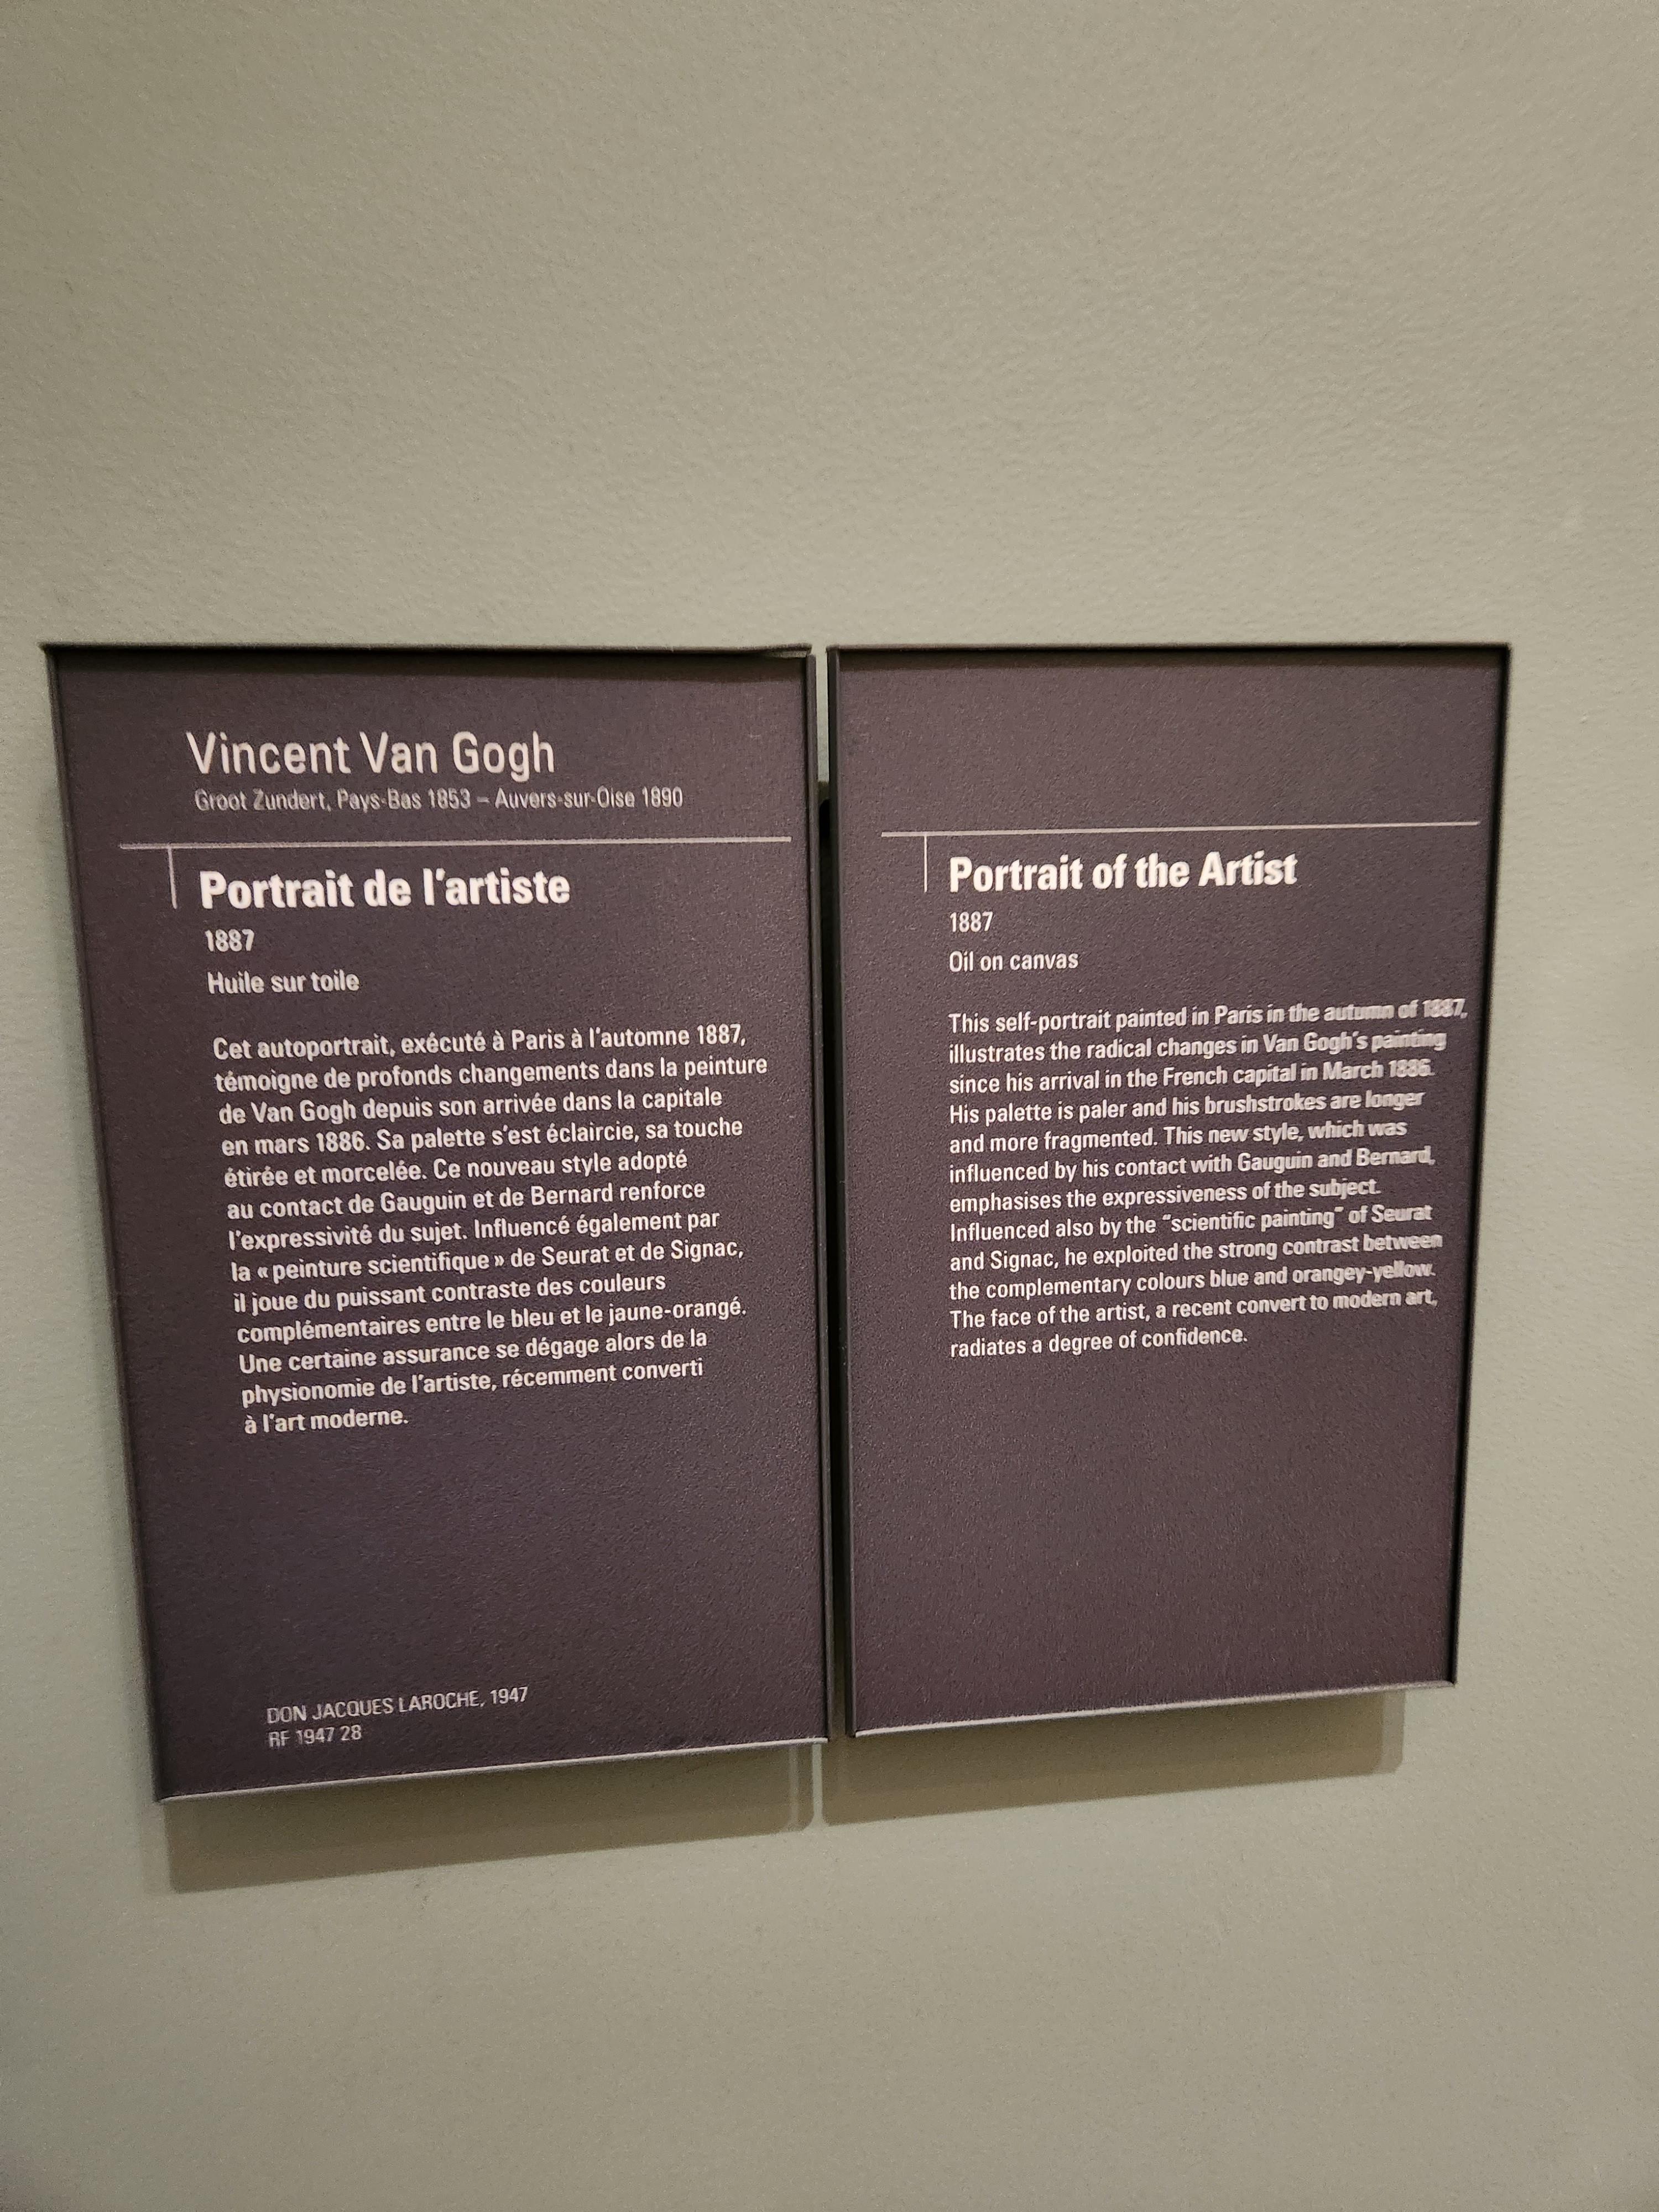 Vincent Van Gogh
Groot Zundert, Pays-Bas 1853 – Auvers-sur-Oise 1890
Portrait de l'artiste
1887
Huile sur toile
Cet autoportrait, exécuté à Paris à l'automne 1887,
témoigne de profonds changements dans la peinture
de Van Gogh depuis son arrivée dans la capitale
en mars 1886. Sa palette s'est éclaircie, sa touche
étirée et morcelée. Ce nouveau style adopté
au contact de Gauguin et de Bernard renforce
l'expressivité du sujet. Influencé également par
la « peinture scientifique » de Seurat et de Signac,
il joue du puissant contraste des couleurs
complémentaires entre le bleu et le jaune-orangé.
Une certaine assurance se dégage alors de la
physionomie de l'artiste, récemment converti
à l'art moderne.
DON JACQUES LAROCHE, 1947
RF 1947 28
Portrait of the Artist
1887
Oil on canvas
This self-portrait painted in Paris in the autumn of 1887,
illustrates the radical changes in Van Gogh's painting
since his arrival in the French capital in March 1886.
His palette is paler and his brushstrokes are longer
and more fragmented. This new style, which was
influenced by his contact with Gauguin and Bernard,
emphasises the expressiveness of the subject.
Influenced also by the "scientific painting" of Seurat
and Signac, he exploited the strong contrast between
the complementary colours blue and orangey-yellow.
The face of the artist, a recent convert to modern art,
radiates a degree of confidence.